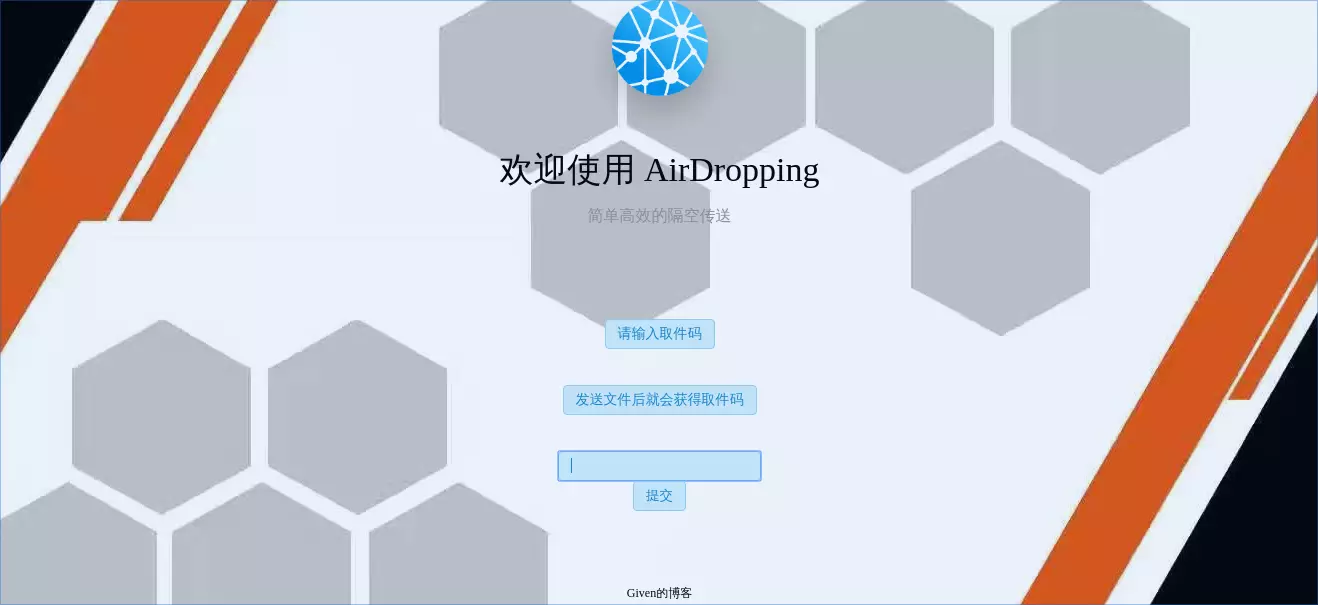 欢迎使用 AirDropping
简单高效的隔空传送
请输入取件码
发送文件后就会获得取件码
提交
Given的博客